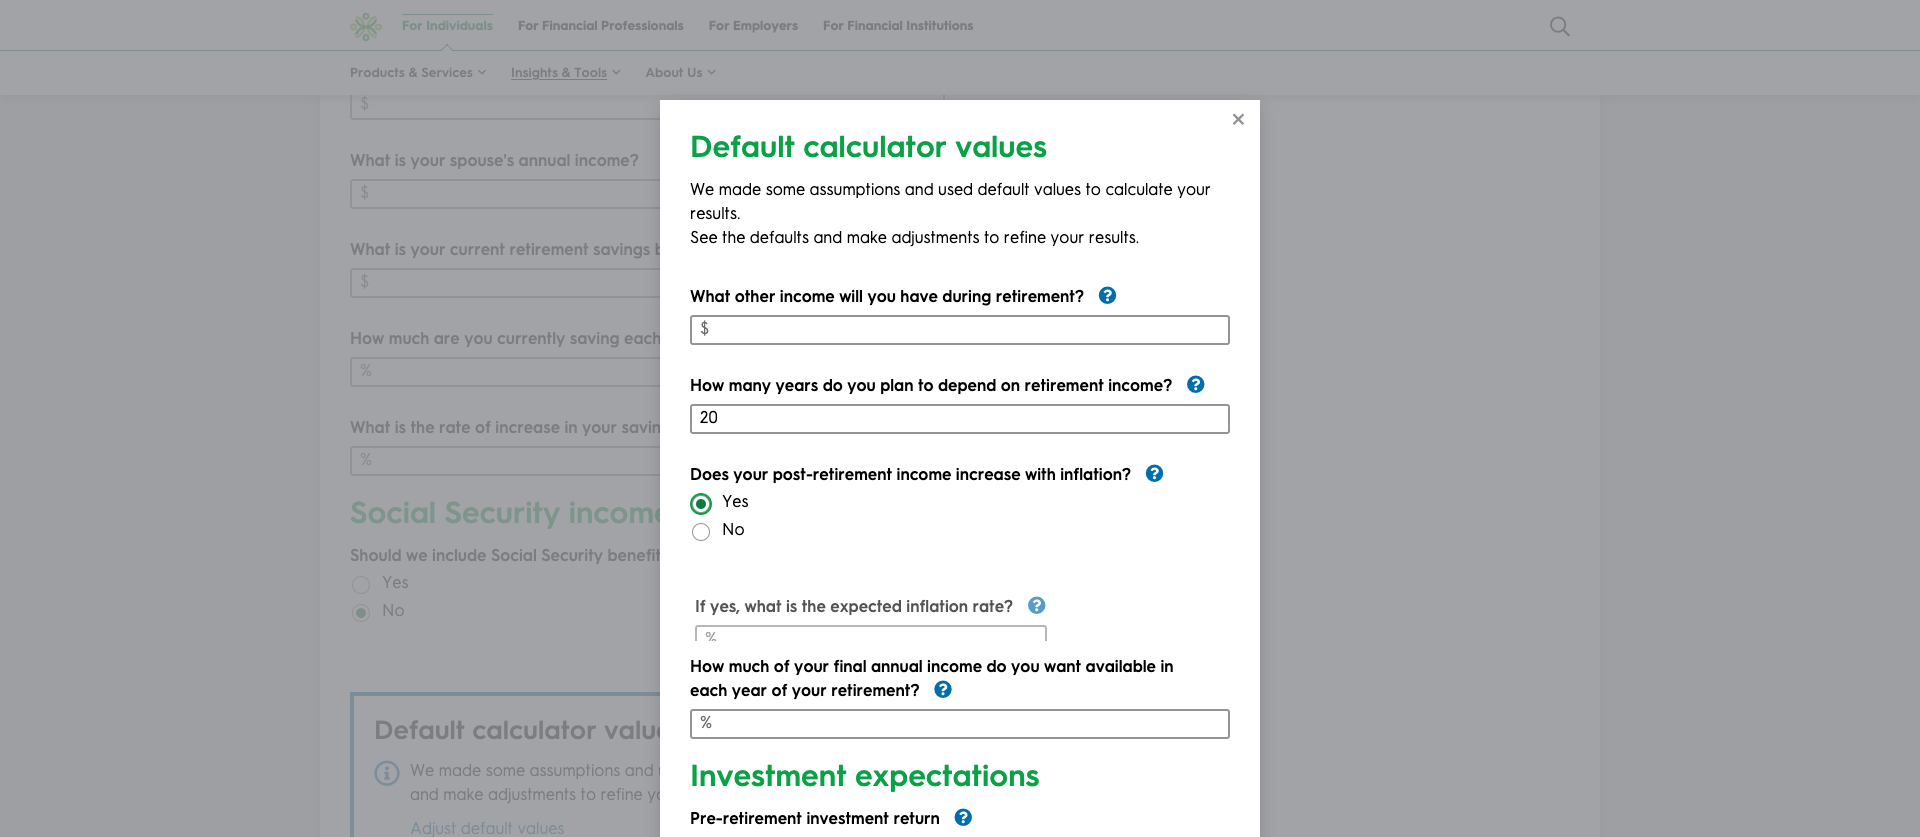 For Individuals
For Financial Professionals
For Employers
For Financial Institutions
Products & Services
Insights & Tools
About Us
$
What is your spouse's annual income?
$
What is your current retirement savings
$
How much are you currently saving each
%
What is the rate of increase in your
%
Social Security income
Should we include Social Security
Yes
No
Default calculator
We made some assumptions and
and make adjustments to refine
Adjust default values
×
Default calculator values
We made some assumptions and used default values to calculate your
results.
See the defaults and make adjustments to refine your results.
What other income will you have during retirement? ?
$
How many years do you plan to depend on retirement income? ?
20
Does your post-retirement income increase with inflation? ?
Yes
No
If yes, what is the expected inflation rate? ?
%
How much of your final annual income do you want available in
each year of your retirement? ?
%
Investment expectations
Pre-retirement investment return ?